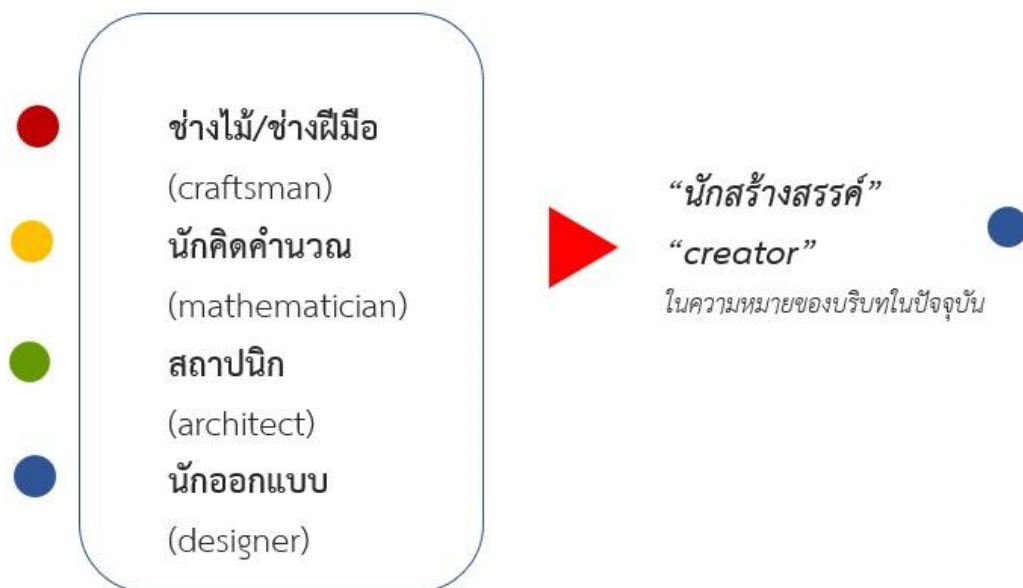 ช่างไม้/ช่างฝีมือ
(craftsman)
นักคิดคำนวณ
(mathematician)
สถาปนิก
(architect)
นักออกแบบ
(designer)
“นักสร้างสรรค์”
“creator”
ในความหมายของบริบทในปัจจุบัน